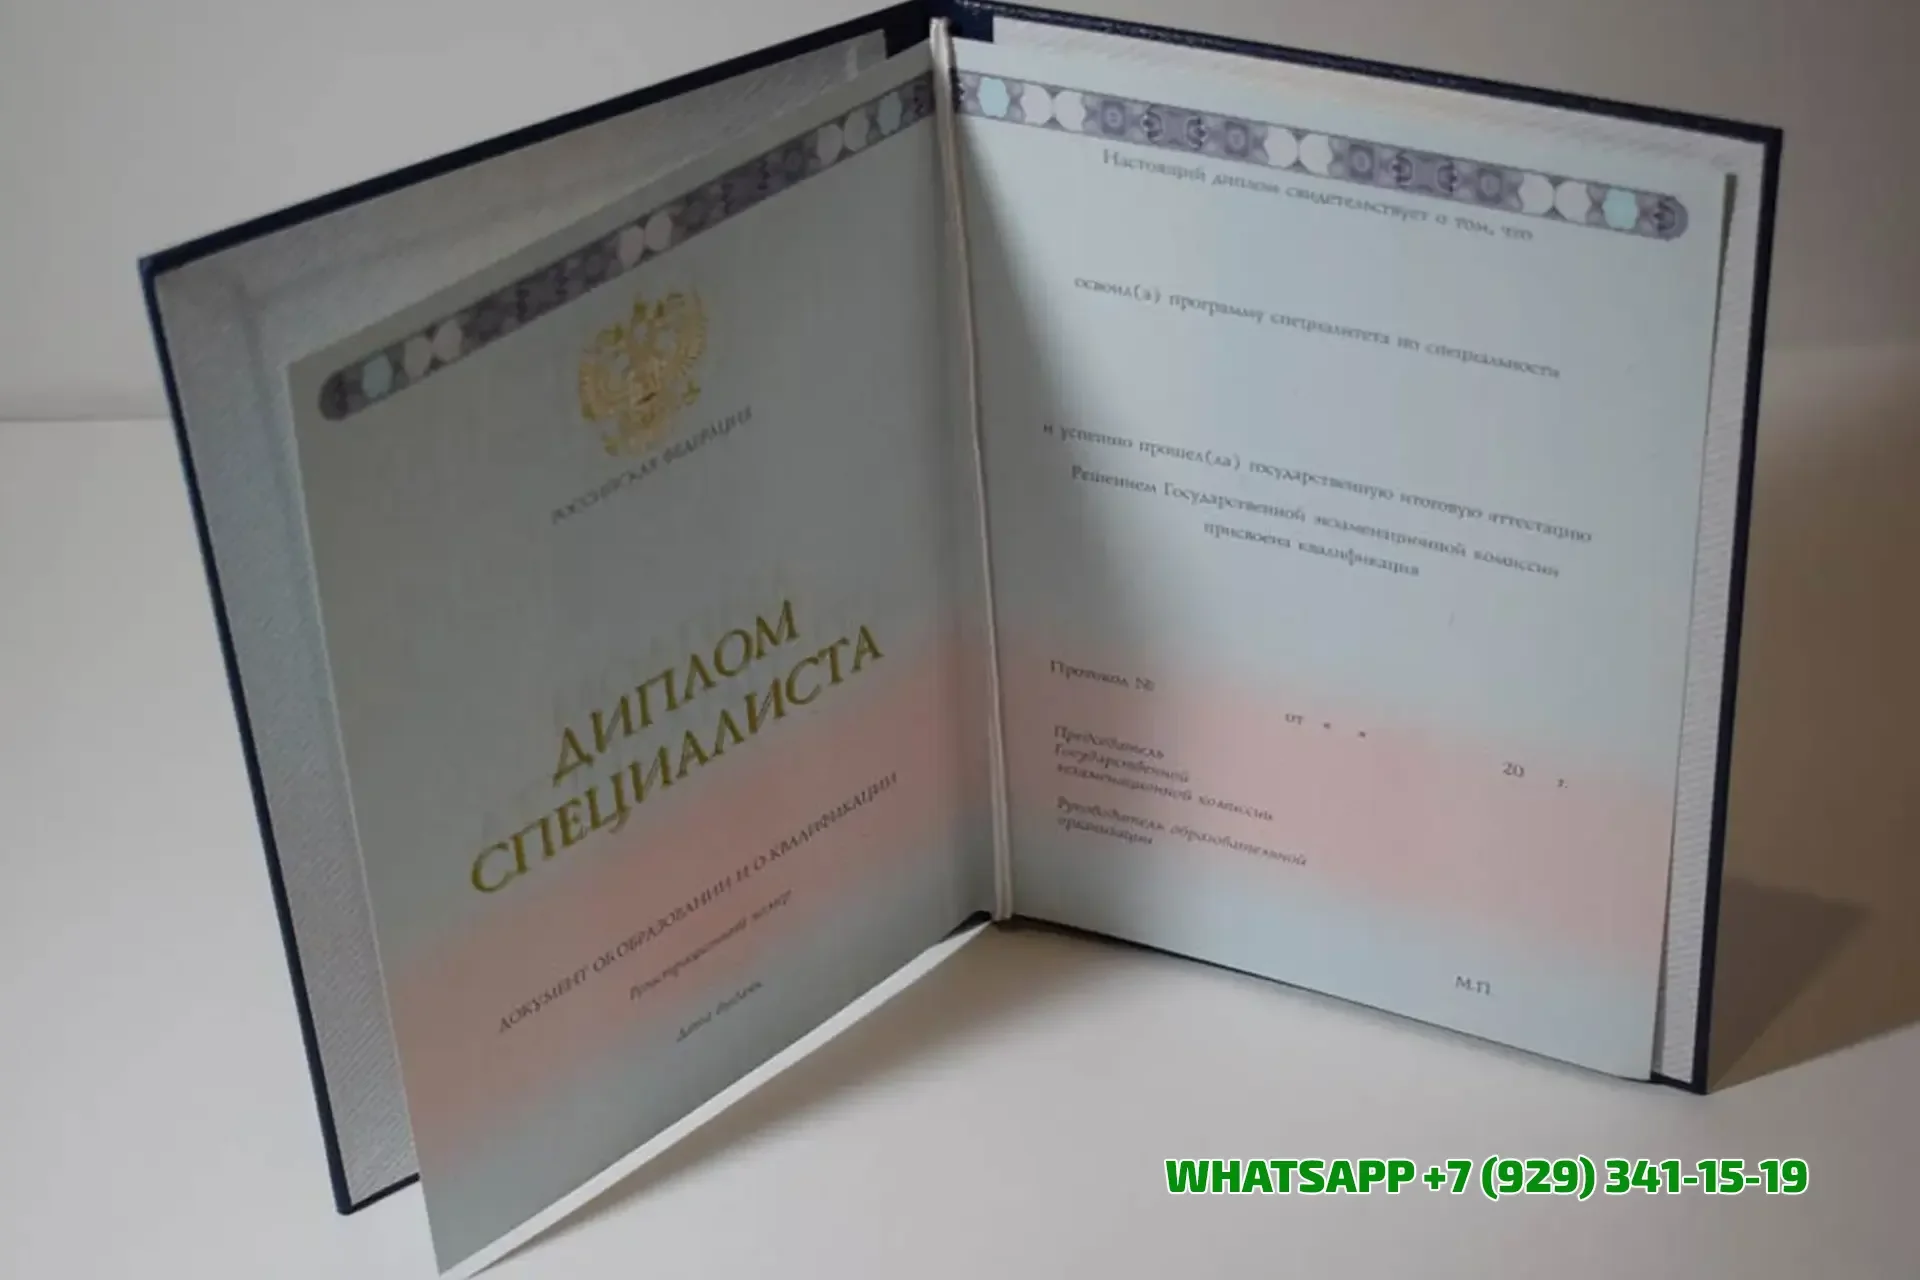 РОССИЙСКАЯ ФЕДЕРАЦИЯ
ДИПЛОМ
СПЕЦИАЛИСТА
ДОКУМЕНТ ОБ ОБРАЗОВАНИИ И О КВАЛИФИКАЦИИ
Регистрационный номер
Дата выдачи
Настоящий диплом свидетельствует о том, что
освоил(а) программу специалитета по специальности
и успешно прошел(ла) государственную итоговую аттестацию
Решением Государственной экзаменационной комиссии
присвоена квалификация
Протокол №
от « »
20 г.
Председатель
Государственной
экзаменационной комиссии
Руководитель образовательной
организации
М.П.
WHATSAPP +7 (929) 341-15-19